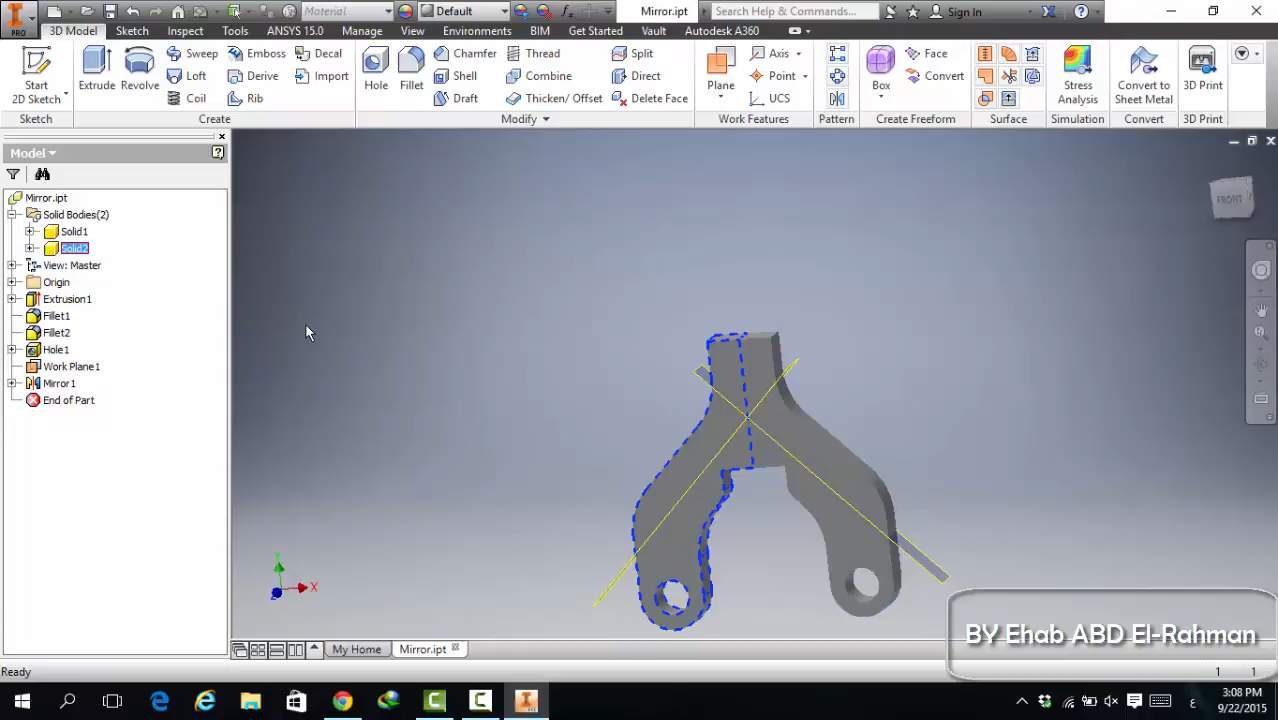 Material
Default
Mirror.ipt
Search Help & Commands...
Sign In
PRO
3D Model
Sketch
Inspect
Tools
ANSYS 15.0
Manage
View
Environments
BIM
Get Started
Vault
Autodesk A360
Start
2D Sketch
Extrude
Revolve
Sweep
Emboss
Decal
Loft
Derive
Import
Coil
Rib
Hole
Fillet
Chamfer
Thread
Split
Shell
Combine
Direct
Draft
Thicken/ Offset
Delete Face
Plane
Axis
Point
UCS
Box
Face
Convert
Stress
Analysis
Convert to
Sheet Metal
3D Print
Sketch
Create
Modify
Work Features
Pattern
Create Freeform
Surface
Simulation
Convert
3D Print
Model
Mirror.ipt
Solid Bodies(2)
Solid1
Solid2
View: Master
Origin
Extrusion1
Fillet1
Fillet2
Hole1
Work Plane1
Mirror1
End of Part
FRONT
Y
X
BY Ehab ABD El-Rahman
My Home
Mirror.ipt
Ready
1
1
ع
3:08 PM
9/22/2015